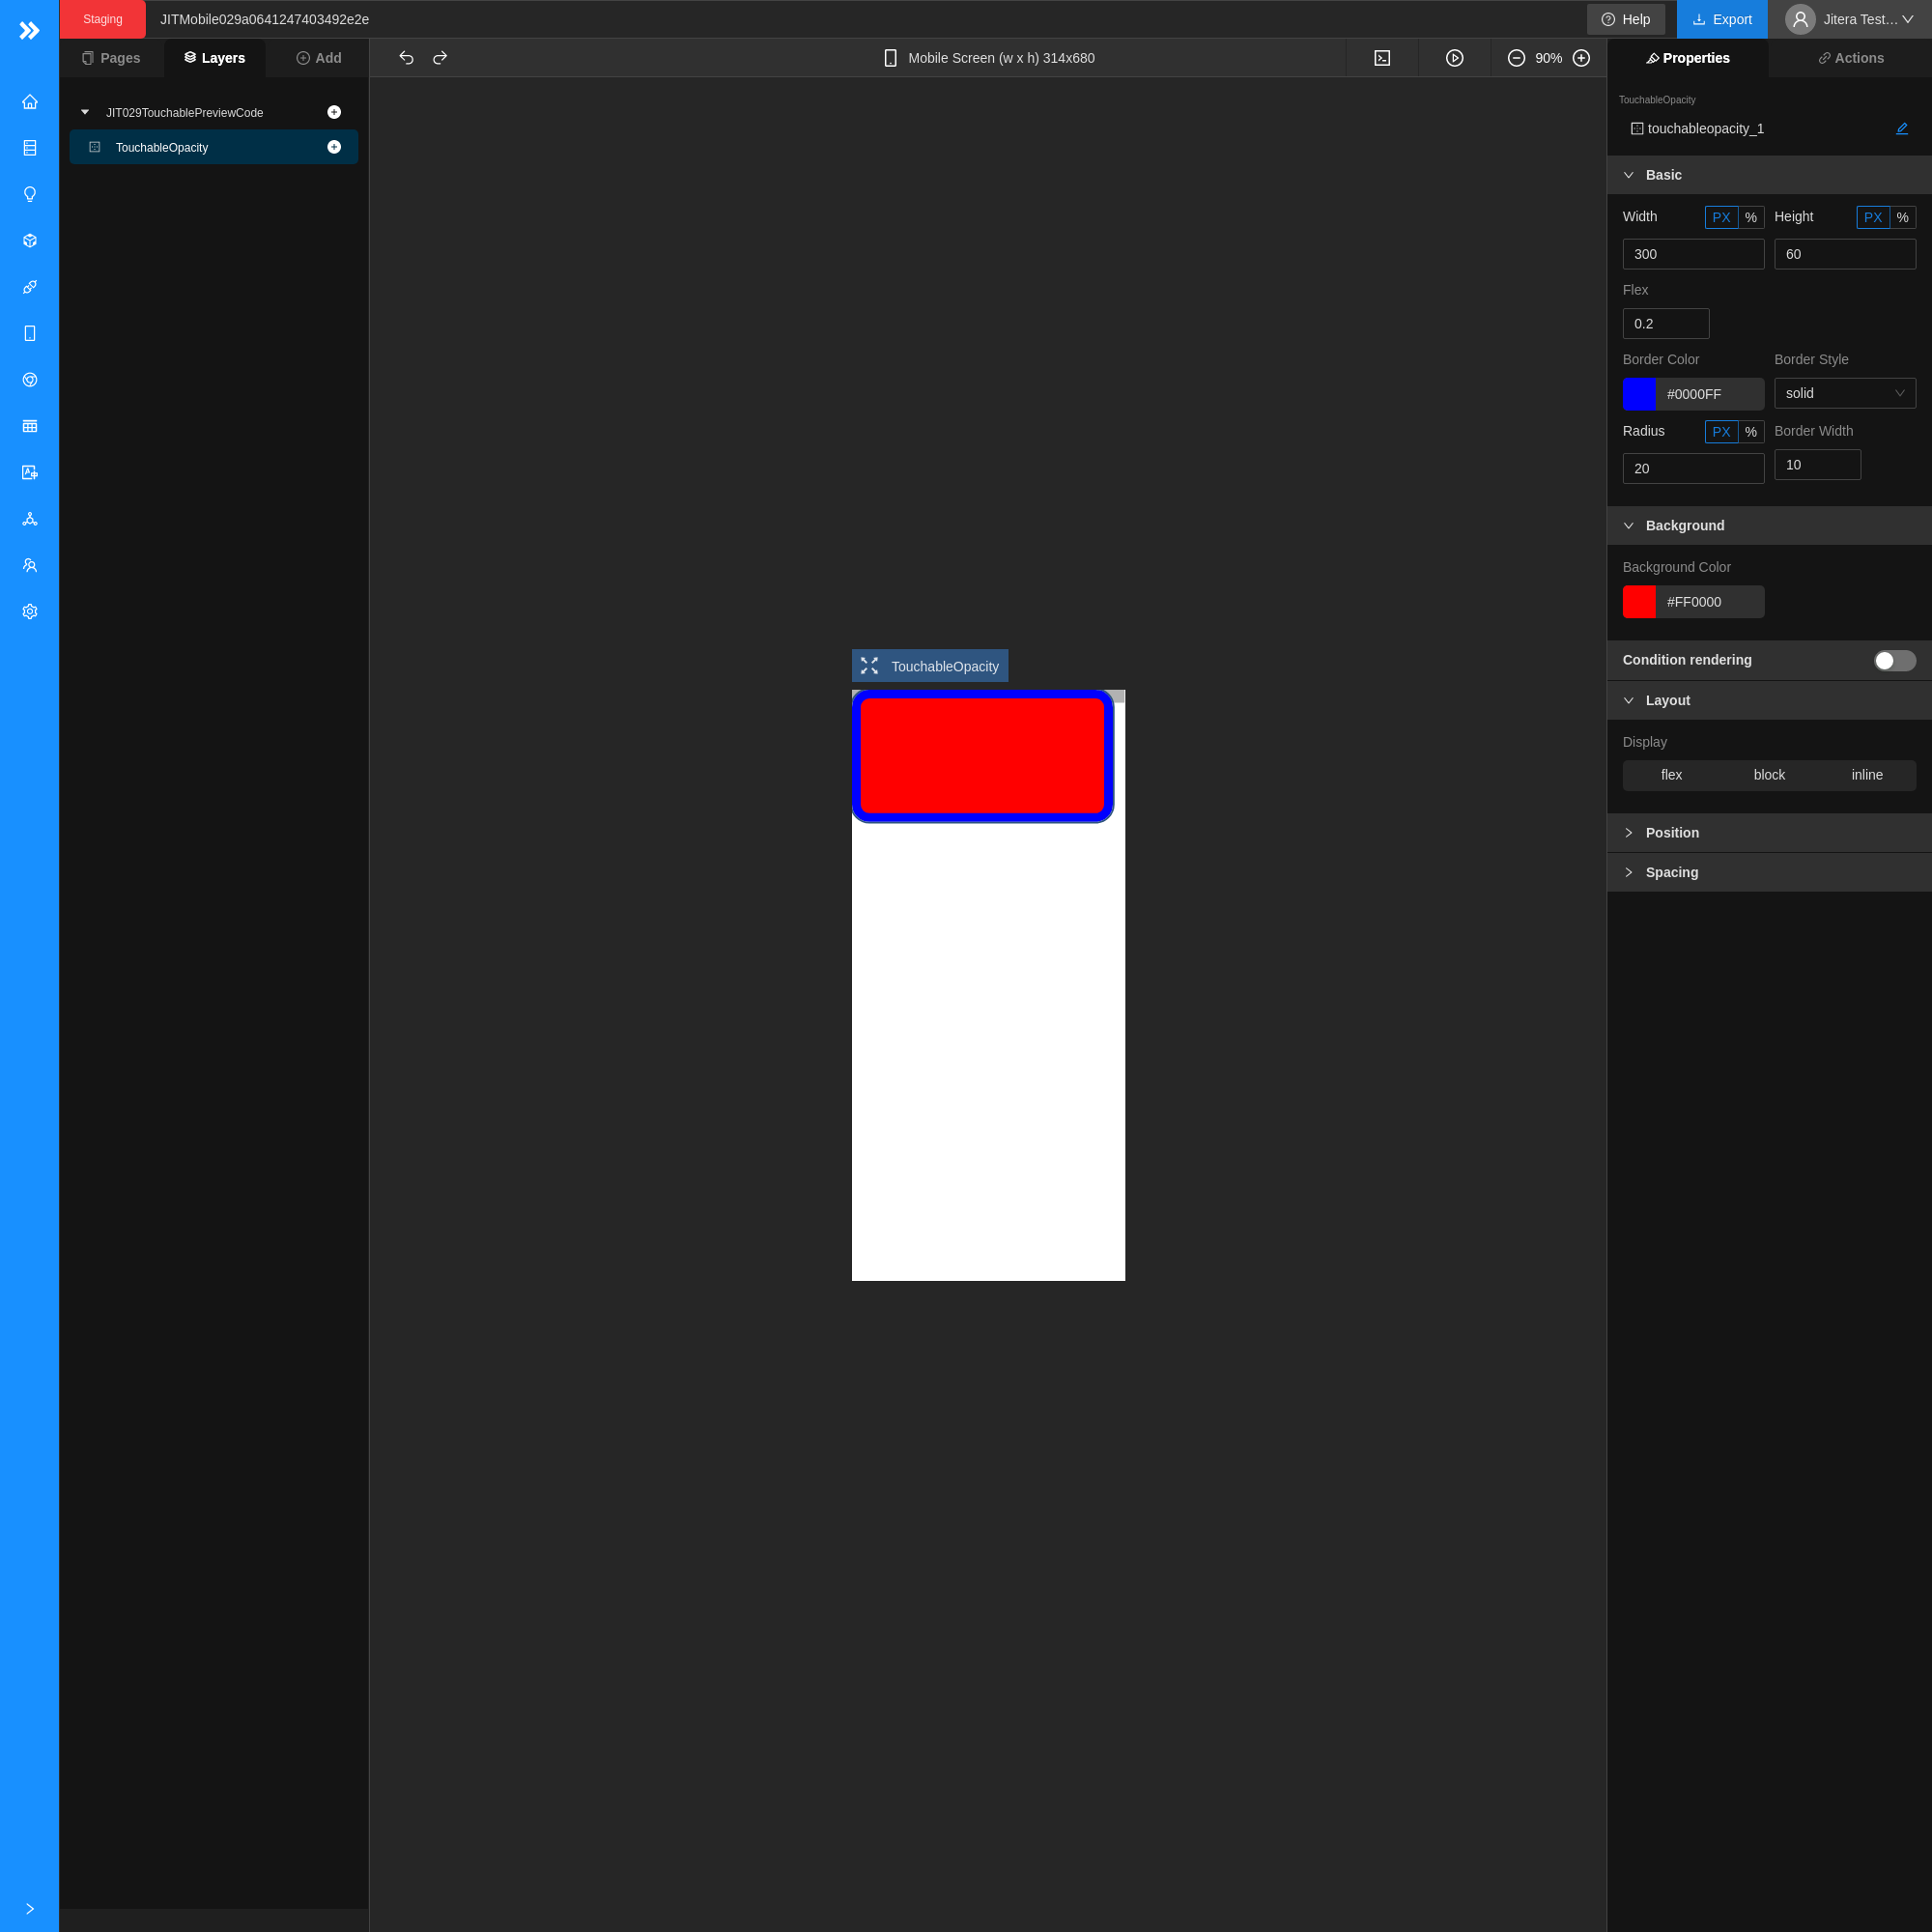 Staging
JITMobile029a0641247403492e2e
Help
Export
Jitera Test…
Pages
Layers
Add
Mobile Screen (w x h) 314x680
90%
Properties
Actions
JIT029TouchablePreviewCode
TouchableOpacity
TouchableOpacity
touchableopacity_1
Basic
Width PX % Height PX %
300 60
Flex
0.2
Border Color Border Style
#0000FF solid
Radius PX % Border Width
20 10
Background
Background Color
#FF0000
Condition rendering
Layout
Display
flex block inline
Position
Spacing
TouchableOpacity